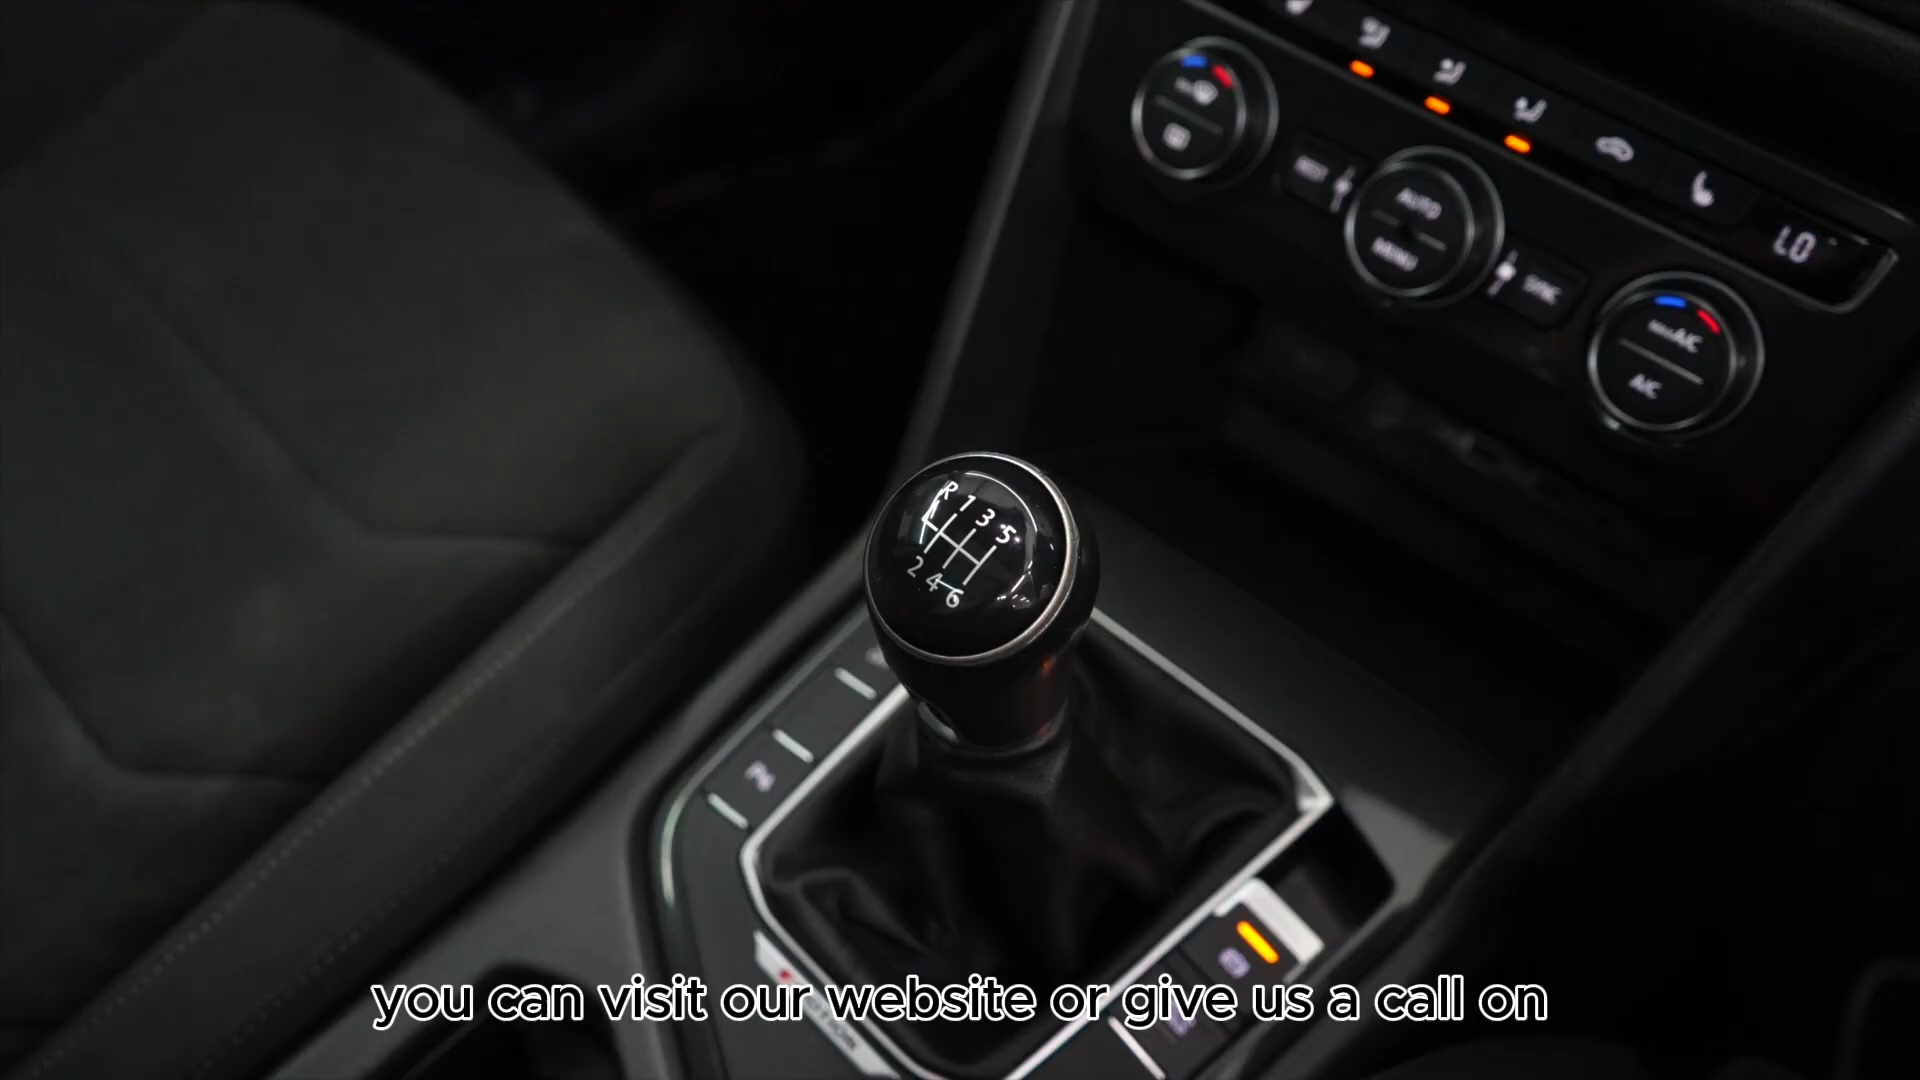 LO
AUTO
MENU
REST
SYNC
MAX A/C
A/C
R 1 3 5
2 4 6
you can visit our website or give us a call on